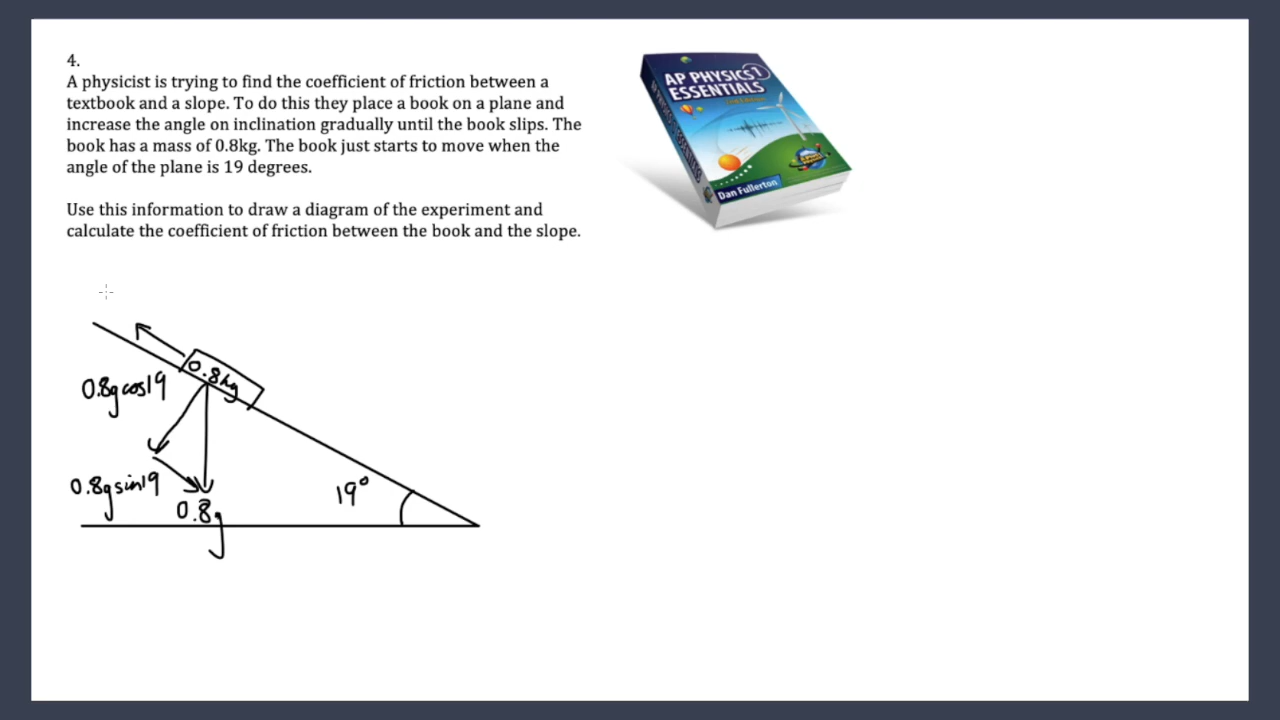 4.
A physicist is trying to find the coefficient of friction between a
textbook and a slope. To do this they place a book on a plane and
increase the angle on inclination gradually until the book slips. The
book has a mass of 0.8kg. The book just starts to move when the
angle of the plane is 19 degrees.
Use this information to draw a diagram of the experiment and
calculate the coefficient of friction between the book and the slope.
AP PHYSICS 1
ESSENTIALS
Dan Fullerton
0.8kg
0.8g cos19
0.8g sin19
0.8g
19°